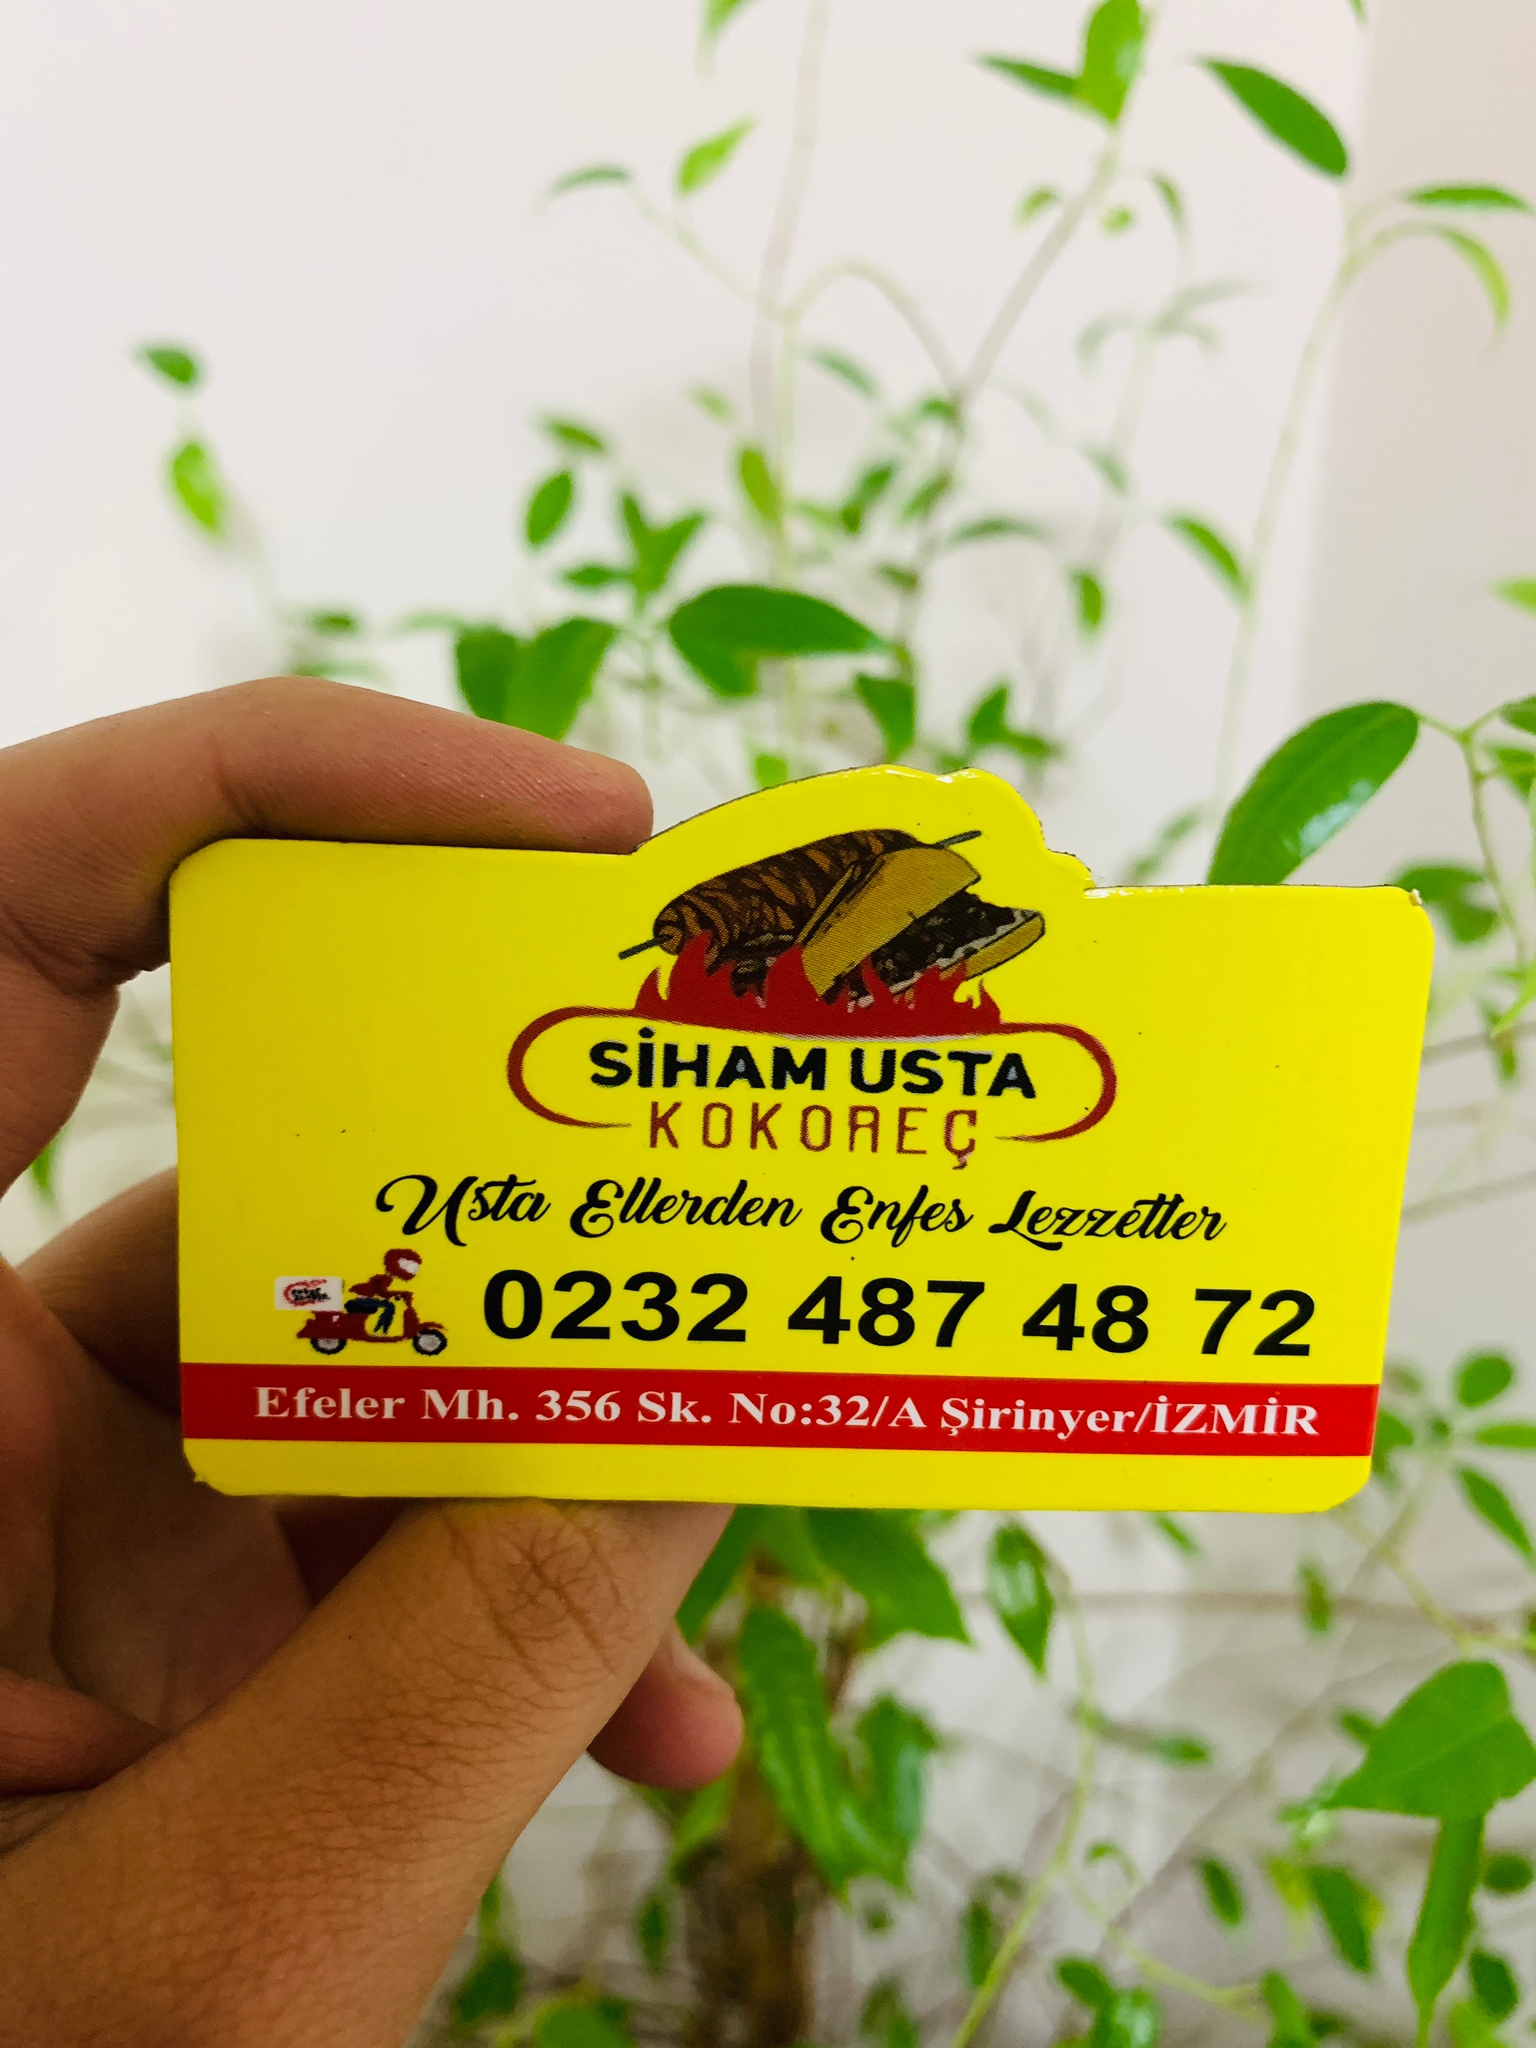 SİHAM USTA
KOKOREÇ
Usta Ellerden Enfes Lezzetler
0232 487 48 72
Efeler Mh. 356 Sk. No:32/A Şirinyer/İZMİR